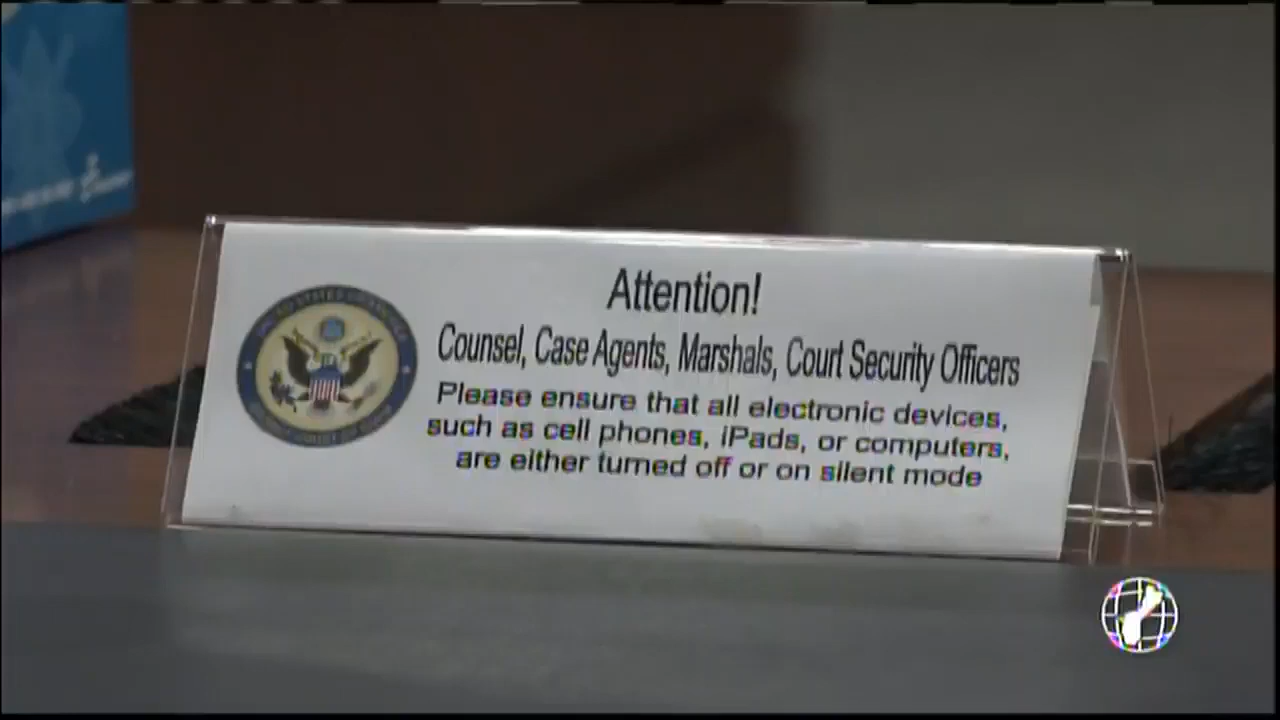 Attention!
Counsel, Case Agents, Marshals, Court Security Officers
Please ensure that all electronic devices,
such as cell phones, iPads, or computers,
are either turned off or on silent mode